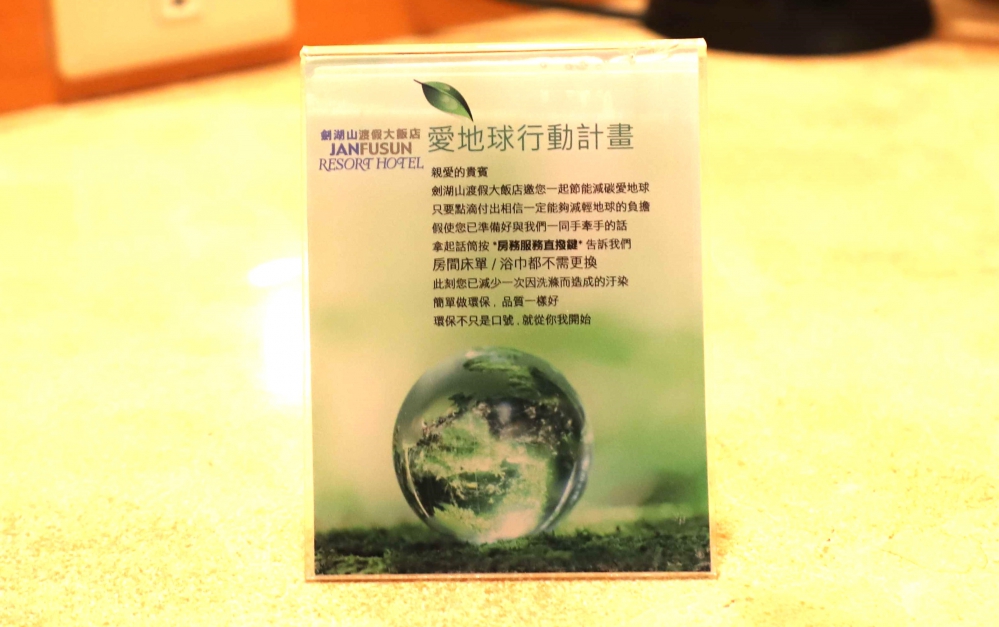 劍湖山渡假大飯店
JANFUSUN
RESORT HOTEL
愛地球行動計畫
親愛的貴賓
劍湖山渡假大飯店邀您一起節能減碳愛地球
只要點滴付出相信一定能夠減輕地球的負擔
假使您已準備好與我們一同手牽手的話
拿起話筒按 *房務服務直撥鍵* 告訴我們
房間床單 / 浴巾都不需更換
此刻您已減少一次因洗滌而造成的汙染
簡單做環保 , 品質一樣好
環保不只是口號 , 就從你我開始